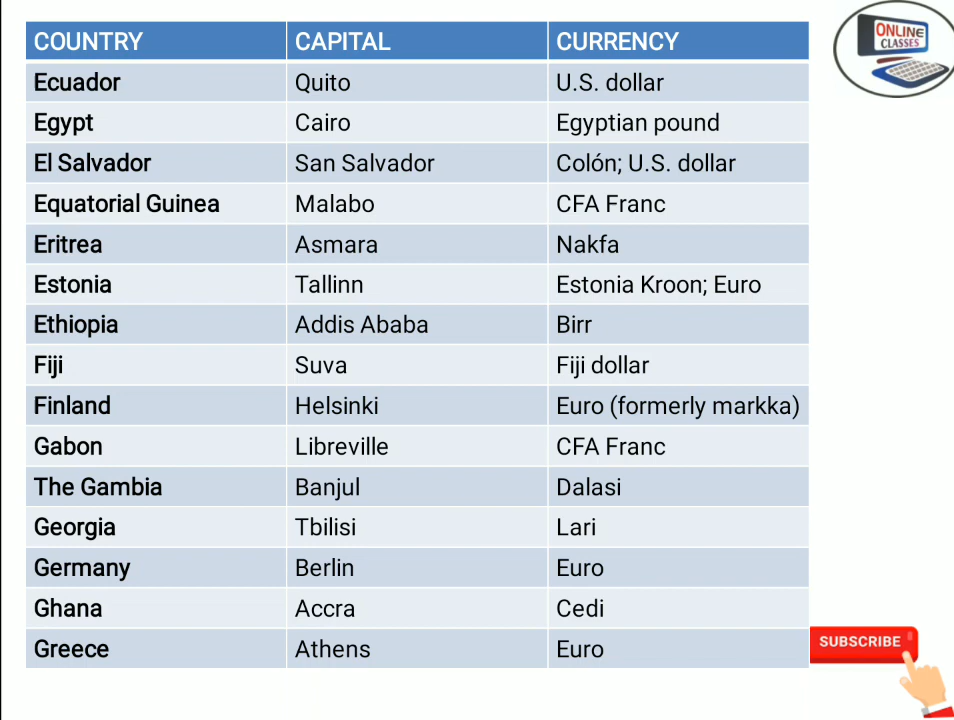 COUNTRY CAPITAL CURRENCY
Ecuador Quito U.S. dollar
Egypt Cairo Egyptian pound
El Salvador San Salvador Colón; U.S. dollar
Equatorial Guinea Malabo CFA Franc
Eritrea Asmara Nakfa
Estonia Tallinn Estonia Kroon; Euro
Ethiopia Addis Ababa Birr
Fiji Suva Fiji dollar
Finland Helsinki Euro (formerly markka)
Gabon Libreville CFA Franc
The Gambia Banjul Dalasi
Georgia Tbilisi Lari
Germany Berlin Euro
Ghana Accra Cedi
Greece Athens Euro
ONLINE
CLASSES
SUBSCRIBE